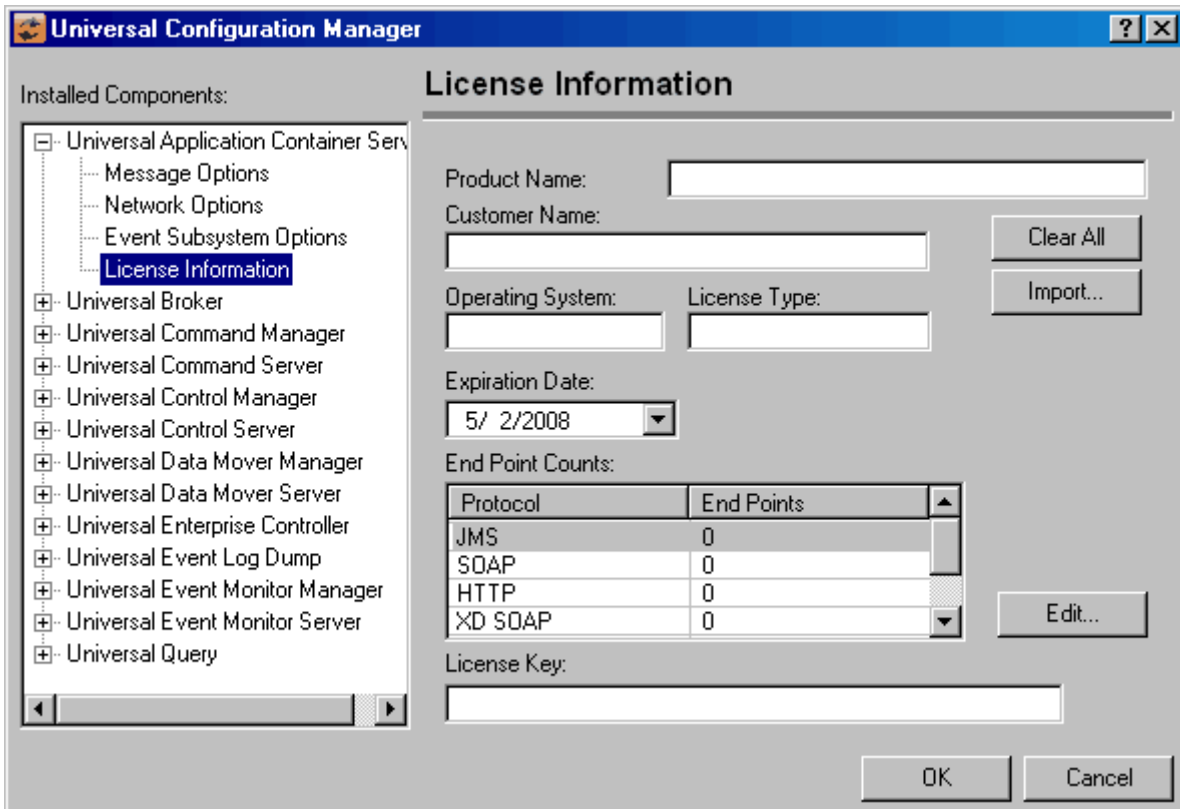 Universal Configuration Manager
Installed Components:
Universal Application Container Serv
Message Options
Network Options
Event Subsystem Options
License Information
Universal Broker
Universal Command Manager
Universal Command Server
Universal Control Manager
Universal Control Server
Universal Data Mover Manager
Universal Data Mover Server
Universal Enterprise Controller
Universal Event Log Dump
Universal Event Monitor Manager
Universal Event Monitor Server
Universal Query
License Information
Product Name:
Customer Name:
Clear All
Import...
Operating System: License Type:
Expiration Date:
5/ 2/2008
End Point Counts:
Protocol End Points
JMS 0
SOAP 0
HTTP 0
XD SOAP 0
Edit...
License Key:
OK Cancel